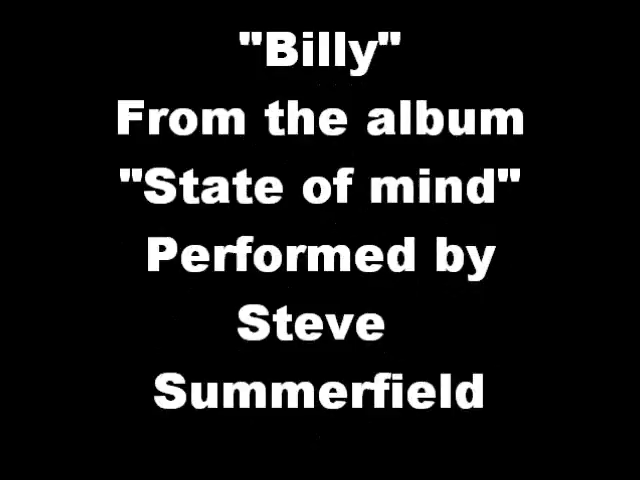 "Billy"
From the album
"State of mind"
Performed by
Steve
Summerfield